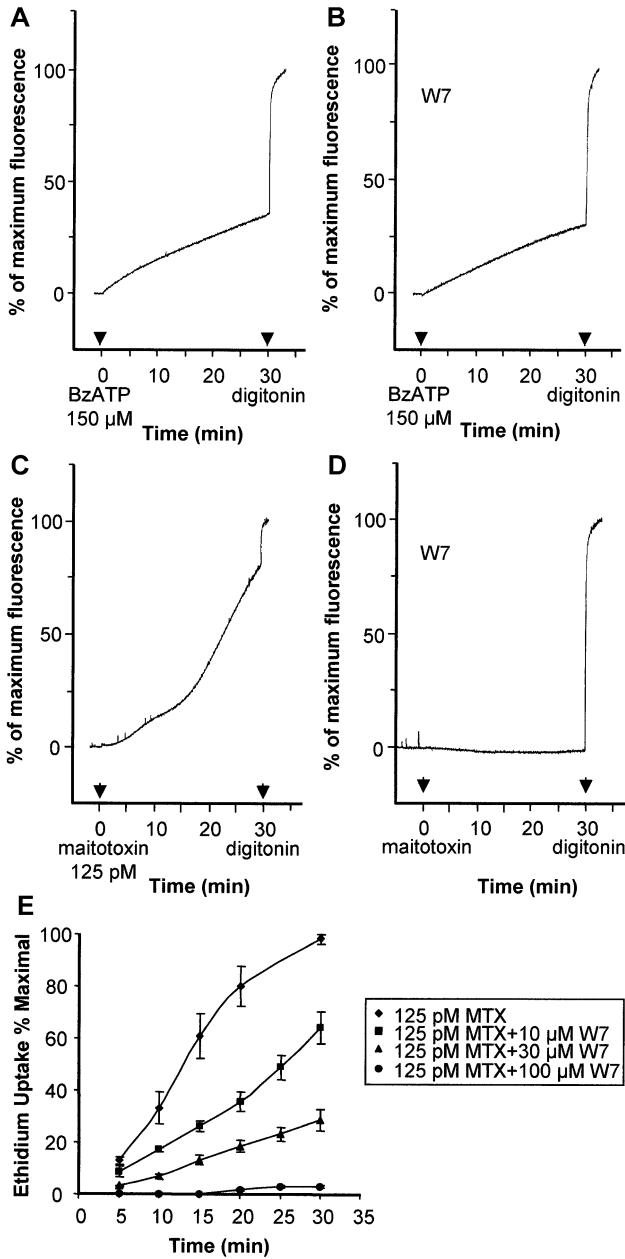 A
% of maximum fluorescence
100
50
0
0 10 20 30
BzATP digitonin
150 µM
Time (min)
B
% of maximum fluorescence
W7
100
50
0
0 10 20 30
BzATP digitonin
150 µM
Time (min)
C
% of maximum fluorescence
100
50
0
0 10 20 30
maitotoxin digitonin
125 pM
Time (min)
D
% of maximum fluorescence
W7
100
50
0
0 10 20 30
maitotoxin digitonin
Time (min)
E
Ethidium Uptake % Maximal
100
80
60
40
20
0
0 5 10 15 20 25 30 35
Time (min)
125 pM MTX
125 pM MTX+10 µM W7
125 pM MTX+30 µM W7
125 pM MTX+100 µM W7